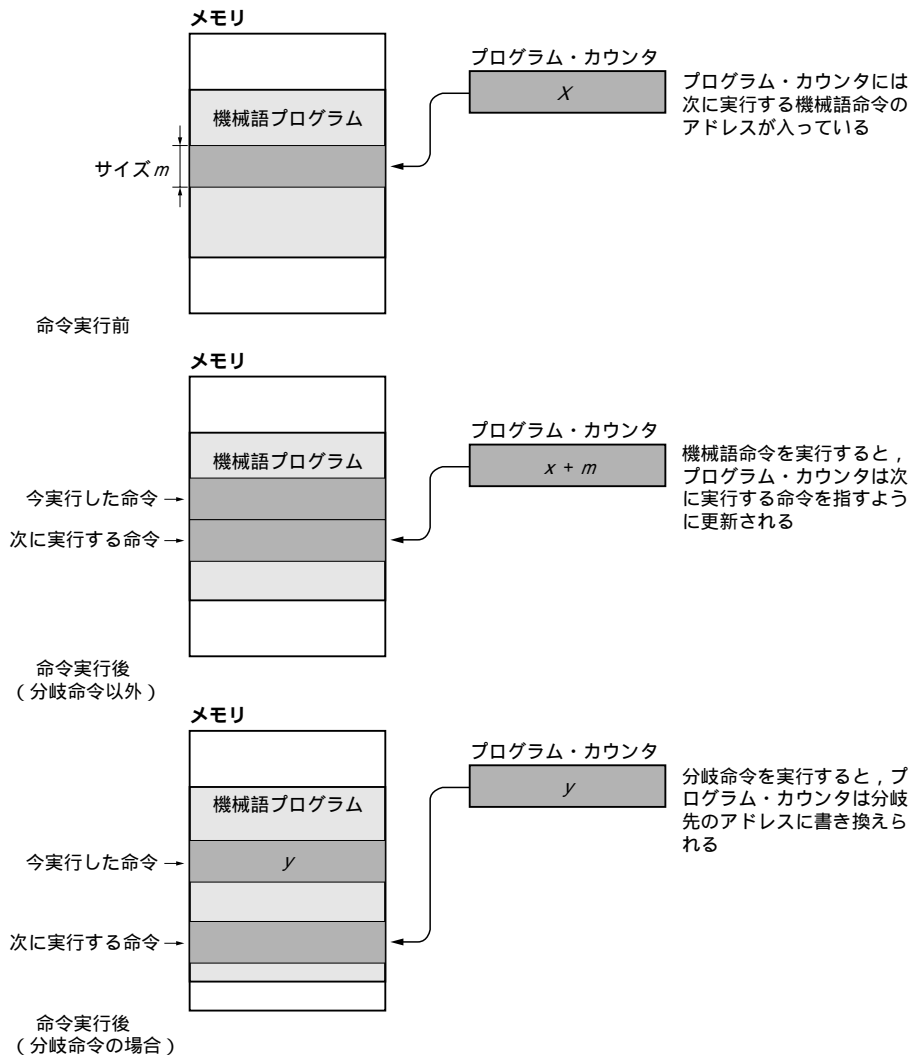 メモリ
プログラム・カウンタ
X
プログラム・カウンタには
次に実行する機械語命令の
アドレスが入っている
機械語プログラム
サイズm
命令実行前
メモリ
プログラム・カウンタ
x + m
機械語命令を実行すると，
プログラム・カウンタは次
に実行する命令を指すよう
に更新される
機械語プログラム
今実行した命令
次に実行する命令
命令実行後
（分岐命令以外）
メモリ
プログラム・カウンタ
y
分岐命令を実行すると，プ
ログラム・カウンタは分岐
先のアドレスに書き換えら
れる
機械語プログラム
今実行した命令
y
次に実行する命令
命令実行後
（分岐命令の場合）